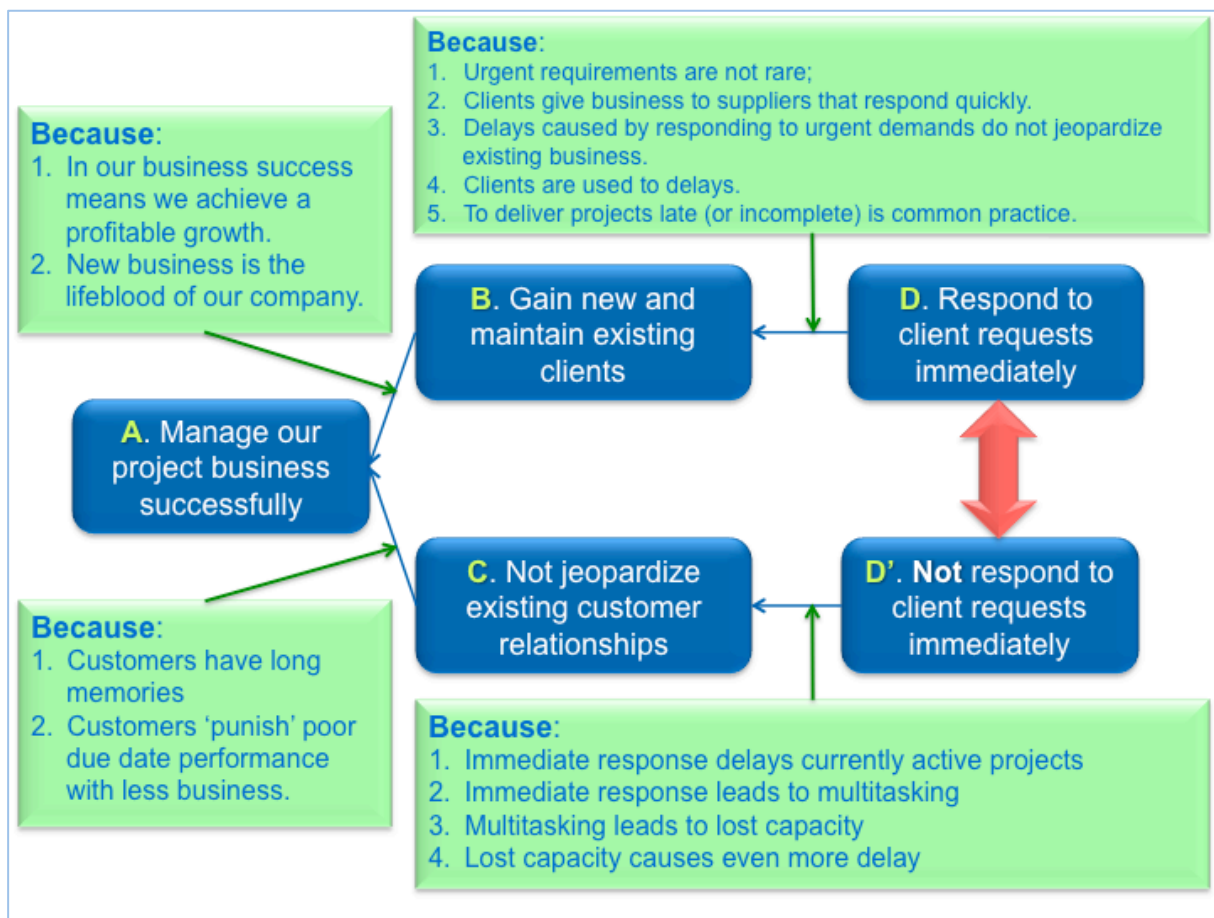 Because:
1. Urgent requirements are not rare;
2. Clients give business to suppliers that respond quickly.
3. Delays caused by responding to urgent demands do not jeopardize
existing business.
4. Clients are used to delays.
5. To deliver projects late (or incomplete) is common practice.
Because:
1. In our business success
means we achieve a
profitable growth.
2. New business is the
lifeblood of our company.
B. Gain new and
maintain existing
clients
D. Respond to
client requests
immediately
A. Manage our
project business
successfully
C. Not jeopardize
existing customer
relationships
D’. Not respond to
client requests
immediately
Because:
1. Customers have long
memories
2. Customers ‘punish’ poor
due date performance
with less business.
Because:
1. Immediate response delays currently active projects
2. Immediate response leads to multitasking
3. Multitasking leads to lost capacity
4. Lost capacity causes even more delay